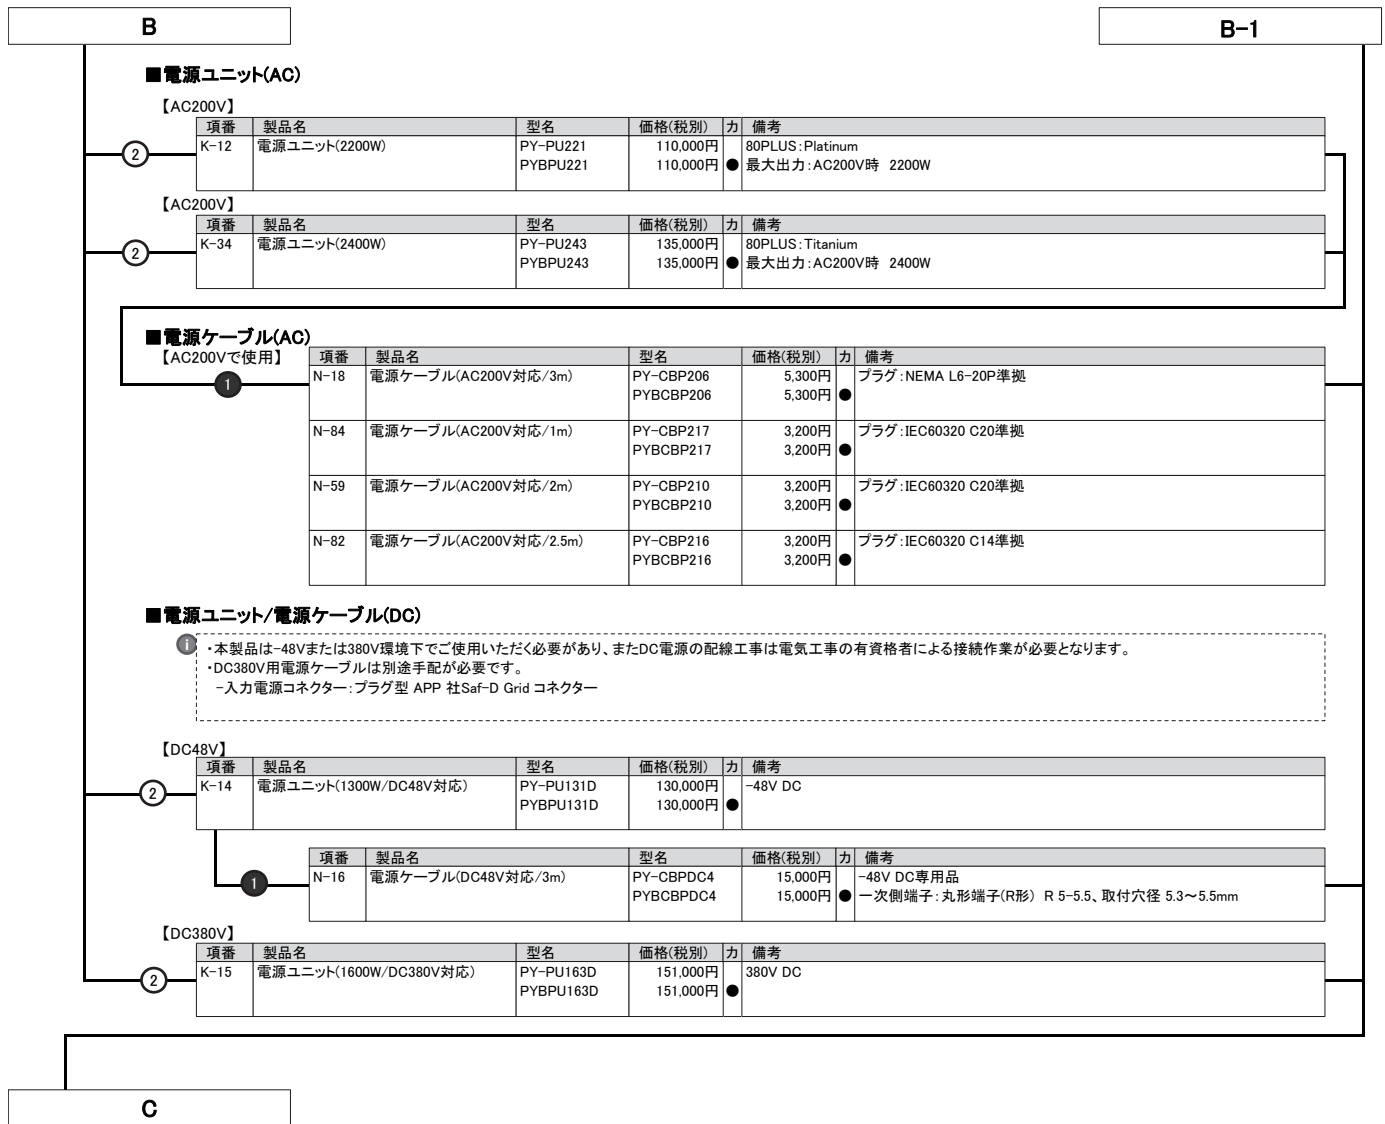 B
B-1
■電源ユニット(AC)
【AC200V】
項番 製品名 型名 価格(税別) カ 備考
② K-12 電源ユニット(2200W) PY-PU221 110,000円 80PLUS:Platinum
PYBPU221 110,000円 ● 最大出力:AC200V時 2200W
【AC200V】
項番 製品名 型名 価格(税別) カ 備考
② K-34 電源ユニット(2400W) PY-PU243 135,000円 80PLUS:Titanium
PYBPU243 135,000円 ● 最大出力:AC200V時 2400W
■電源ケーブル(AC)
【AC200Vで使用】 項番 製品名 型名 価格(税別) カ 備考
❶ N-18 電源ケーブル(AC200V対応/3m) PY-CBP206 5,300円 プラグ:NEMA L6-20P準拠
PYBCBP206 5,300円 ●
N-84 電源ケーブル(AC200V対応/1m) PY-CBP217 3,200円 プラグ:IEC60320 C20準拠
PYBCBP217 3,200円 ●
N-59 電源ケーブル(AC200V対応/2m) PY-CBP210 3,200円 プラグ:IEC60320 C20準拠
PYBCBP210 3,200円 ●
N-82 電源ケーブル(AC200V対応/2.5m) PY-CBP216 3,200円 プラグ:IEC60320 C14準拠
PYBCBP216 3,200円 ●
■電源ユニット/電源ケーブル(DC)
i ・本製品は-48Vまたは380V環境下でご使用いただく必要があり、またDC電源の配線工事は電気工事の有資格者による接続作業が必要となります。
・DC380V用電源ケーブルは別途手配が必要です。
-入力電源コネクター:プラグ型 APP 社Saf-D Grid コネクター
【DC48V】
項番 製品名 型名 価格(税別) カ 備考
② K-14 電源ユニット(1300W/DC48V対応) PY-PU131D 130,000円 -48V DC
PYBPU131D 130,000円 ●
項番 製品名 型名 価格(税別) カ 備考
❶ N-16 電源ケーブル(DC48V対応/3m) PY-CBPDC4 15,000円 -48V DC専用品
PYBCBPDC4 15,000円 ● 一次側端子:丸形端子(R形) R 5-5.5、取付穴径 5.3～5.5mm
【DC380V】
項番 製品名 型名 価格(税別) カ 備考
② K-15 電源ユニット(1600W/DC380V対応) PY-PU163D 151,000円 380V DC
PYBPU163D 151,000円 ●
C